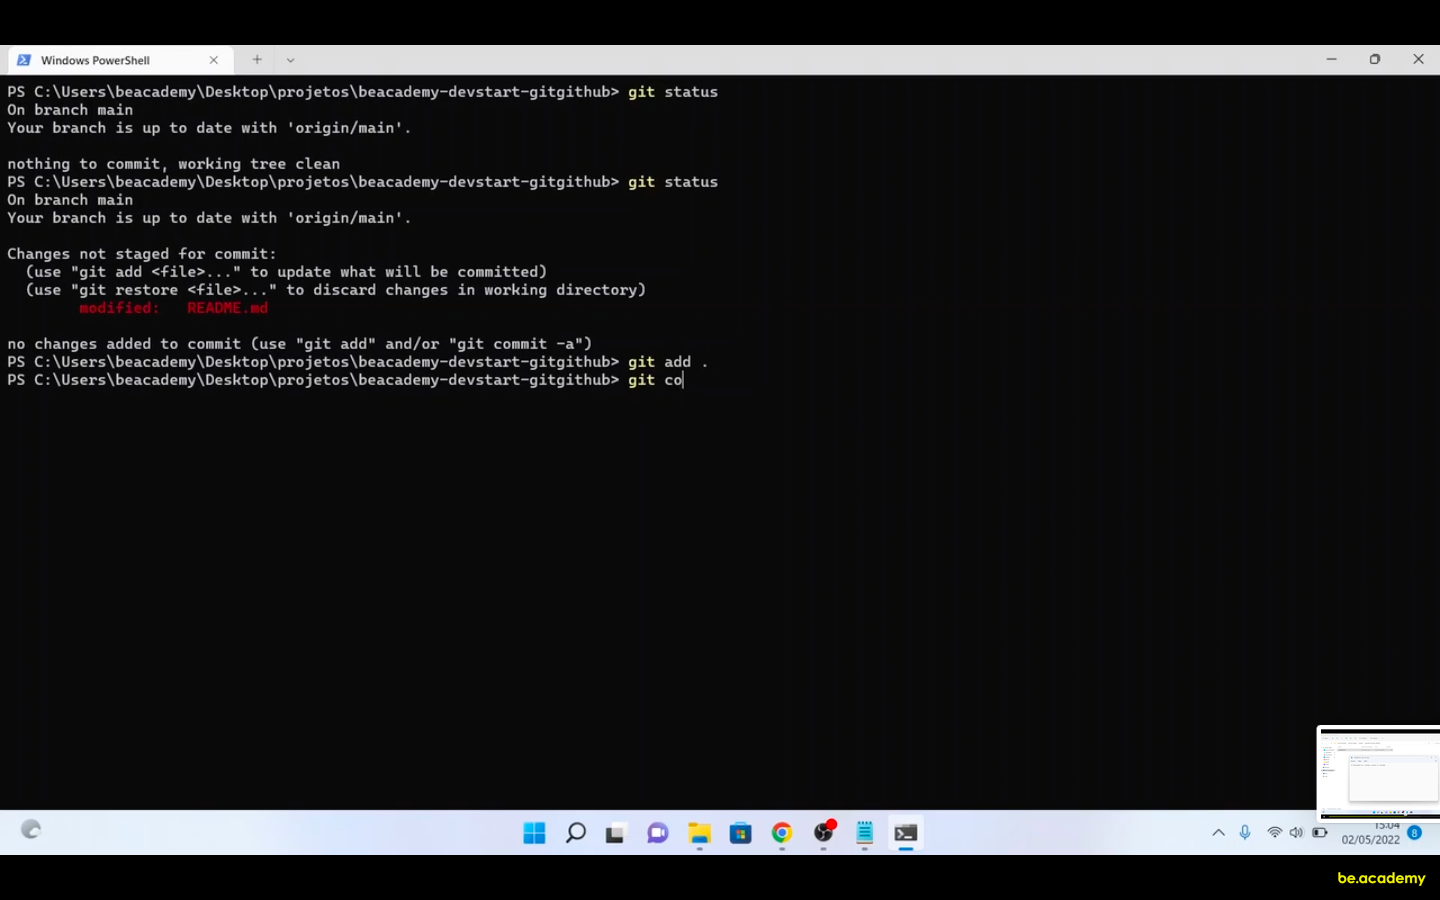 Windows PowerShell
PS C:\Users\beacademy\Desktop\projetos\beacademy-devstart-gitgithub> git status
On branch main
Your branch is up to date with 'origin/main'.
nothing to commit, working tree clean
PS C:\Users\beacademy\Desktop\projetos\beacademy-devstart-gitgithub> git status
On branch main
Your branch is up to date with 'origin/main'.
Changes not staged for commit:
(use "git add <file>..." to update what will be committed)
(use "git restore <file>..." to discard changes in working directory)
modified: README.md
no changes added to commit (use "git add" and/or "git commit -a")
PS C:\Users\beacademy\Desktop\projetos\beacademy-devstart-gitgithub> git add .
PS C:\Users\beacademy\Desktop\projetos\beacademy-devstart-gitgithub> git co
15:04
02/05/2022
8
be.academy